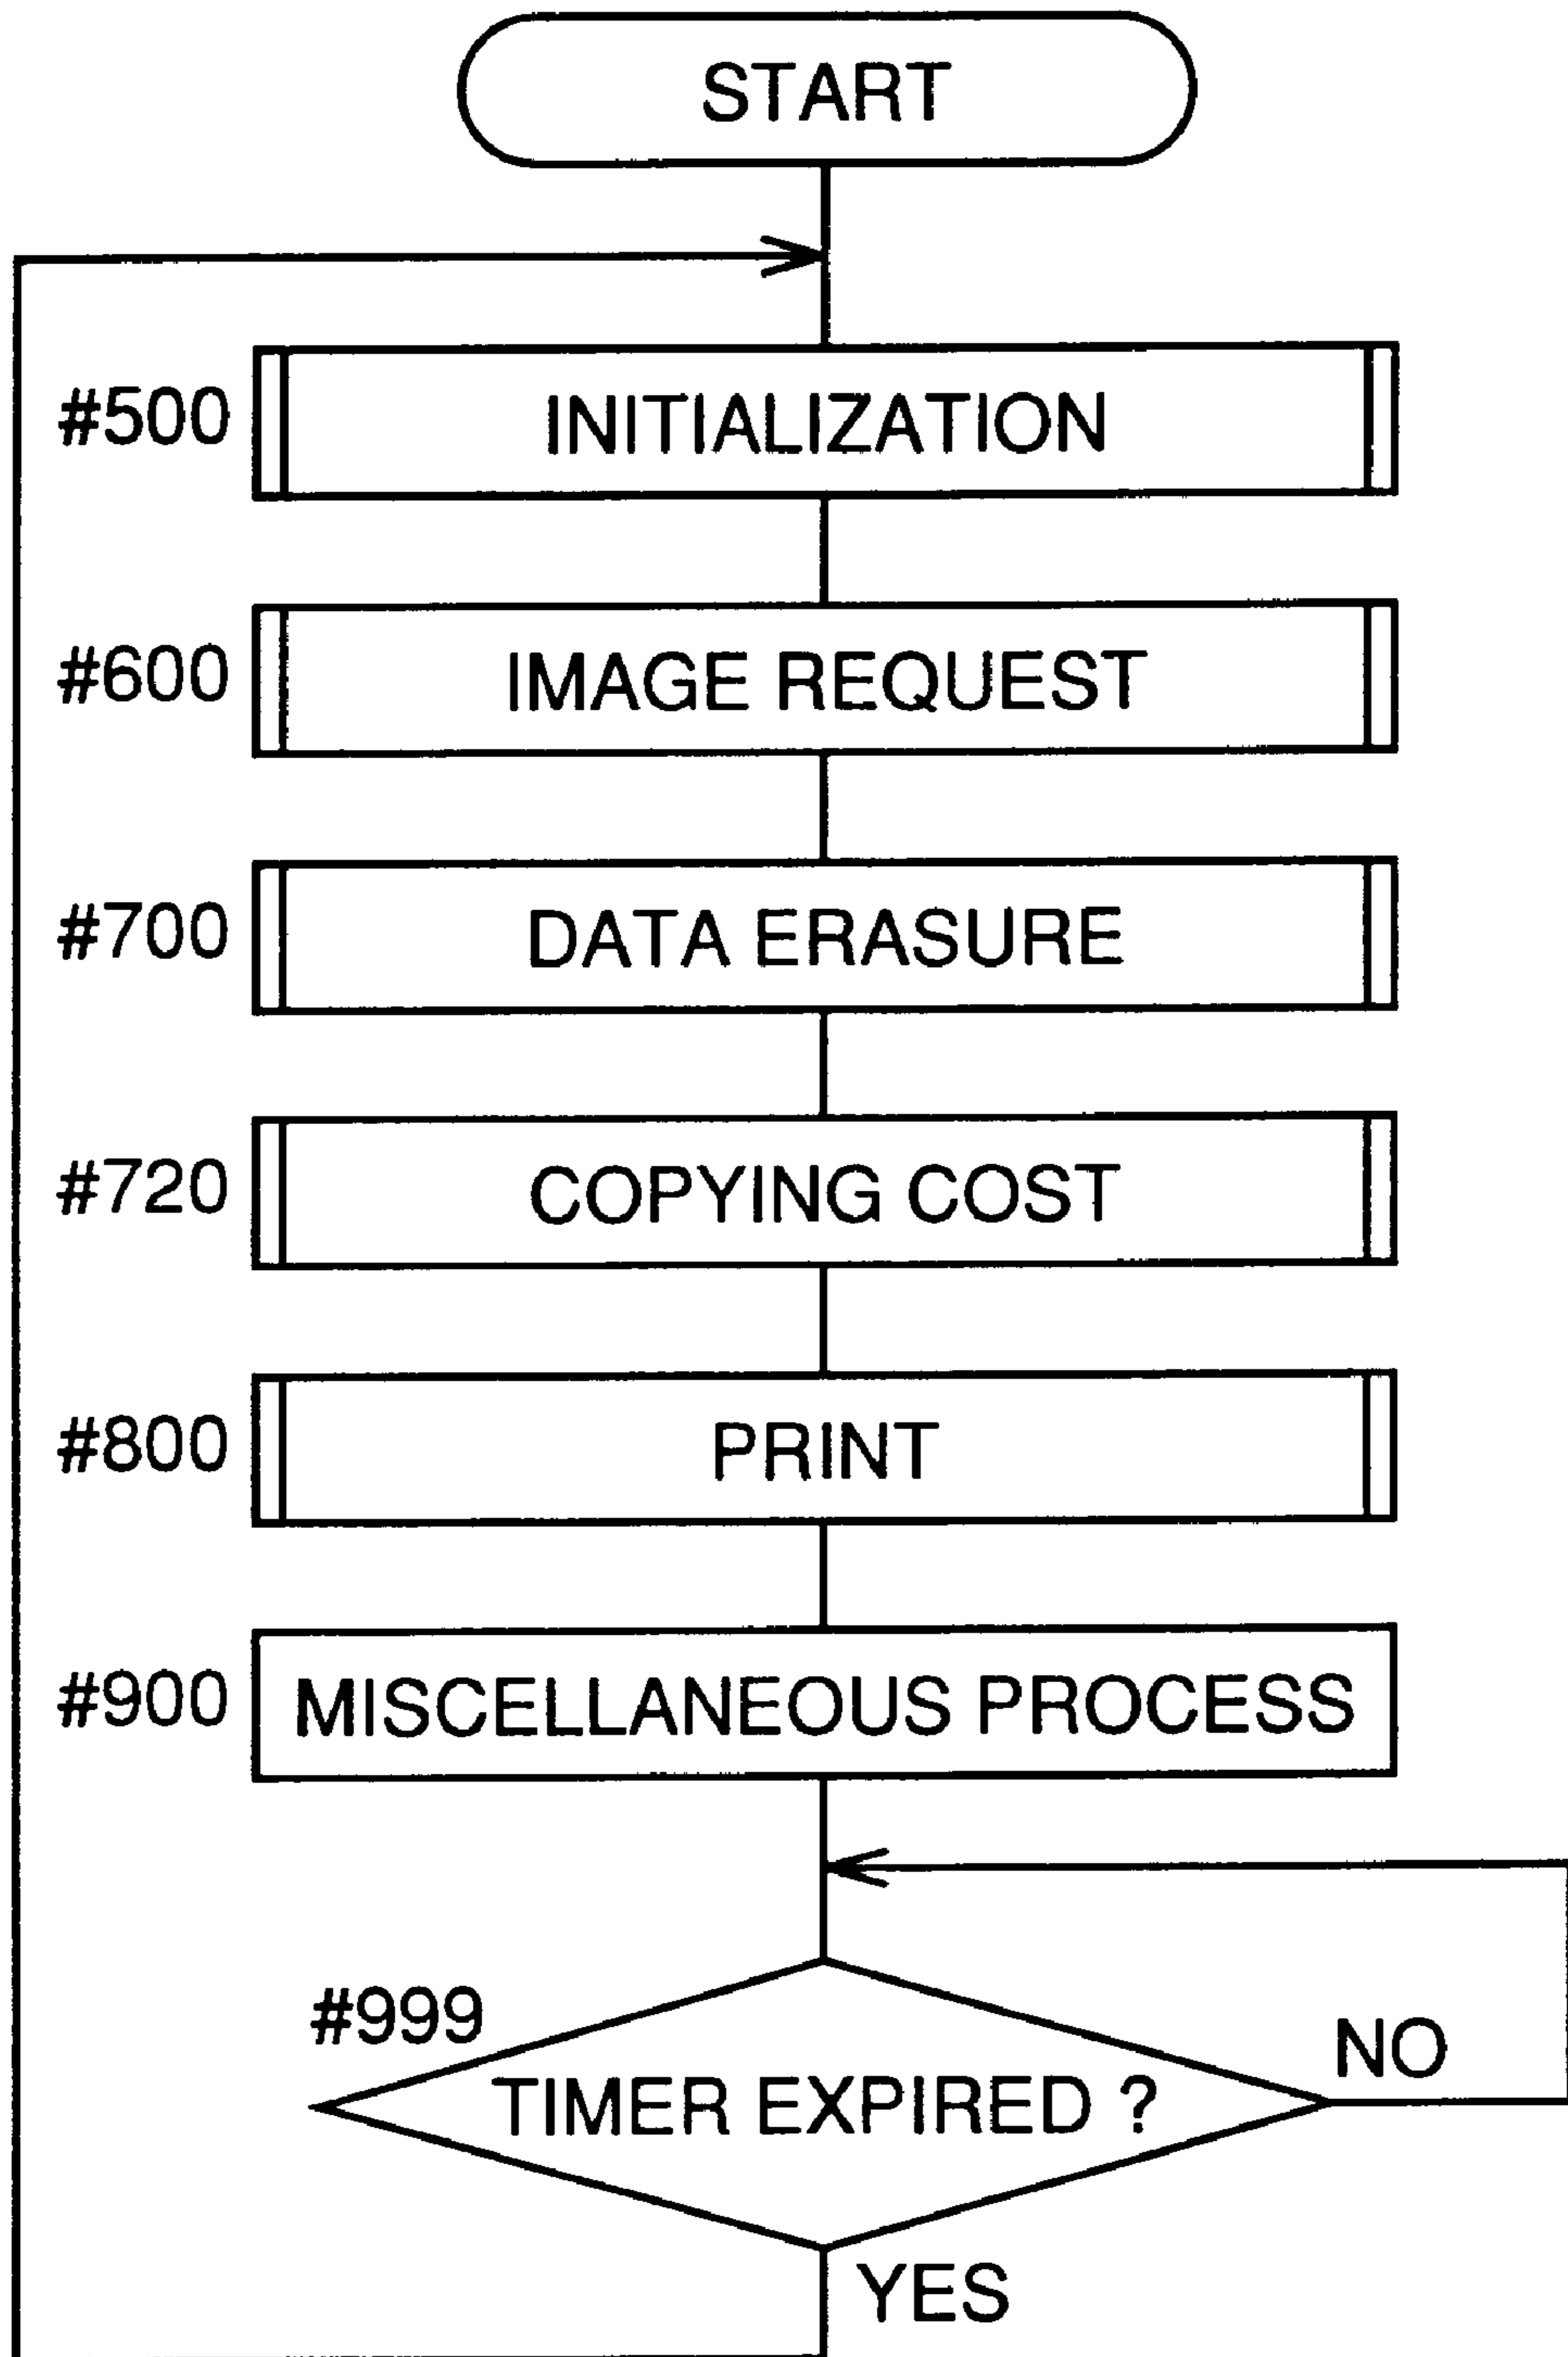 START
#500 INITIALIZATION
#600 IMAGE REQUEST
#700 DATA ERASURE
#720 COPYING COST
#800 PRINT
#900 MISCELLANEOUS PROCESS
#999
TIMER EXPIRED ?
NO
YES